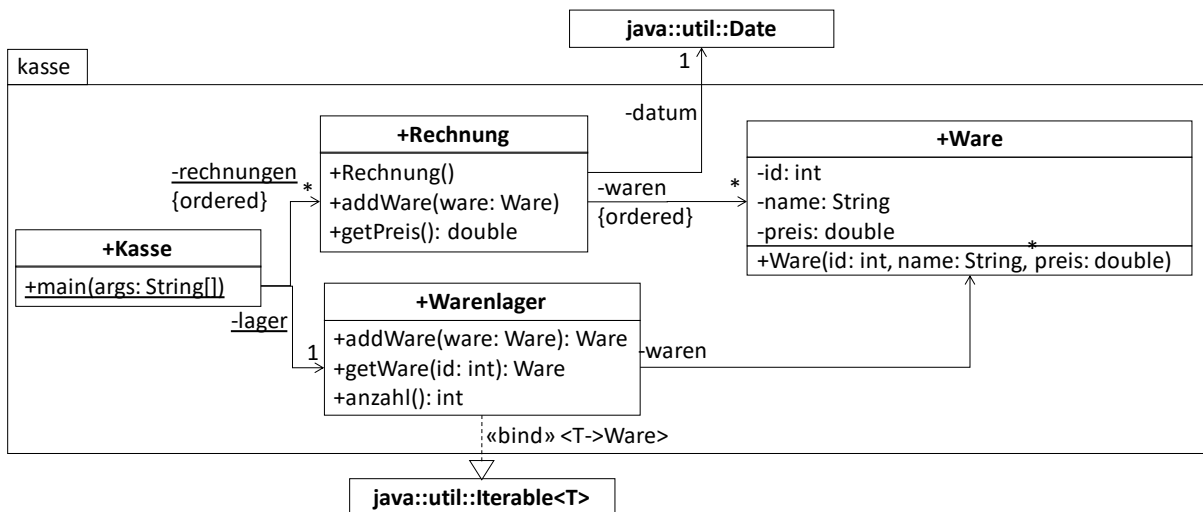 java::util::Date
kasse
1
-datum
+Rechnung
+Rechnung()
+addWare(ware: Ware)
+getPreis(): double
-rechnungen
{ordered}
*
-waren
{ordered}
*
+Ware
-id: int
-name: String
-preis: double
+Ware(id: int, name: String, preis: double)
*
+Kasse
+main(args: String[])
-lager
1
+Warenlager
+addWare(ware: Ware): Ware
+getWare(id: int): Ware
+anzahl(): int
-waren
«bind» <T->Ware>
java::util::Iterable<T>